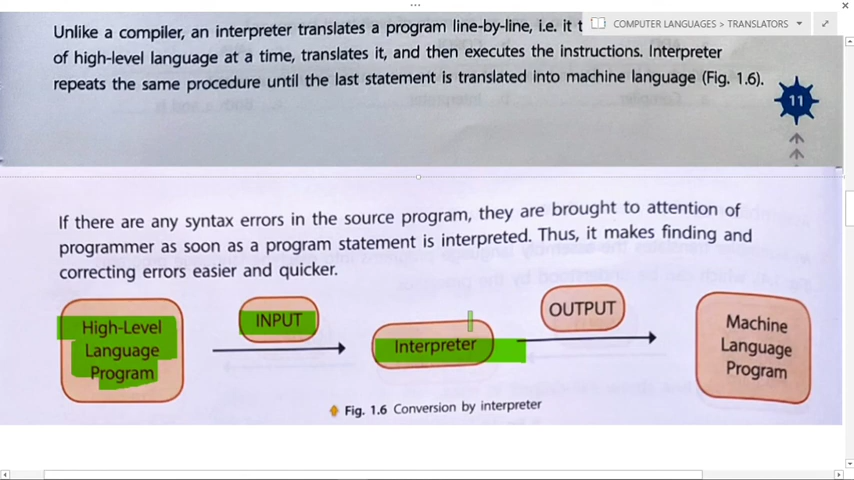 Unlike a compiler, an interpreter translates a program line-by-line, i.e. it
COMPUTER LANGUAGES > TRANSLATORS
of high-level language at a time, translates it, and then executes the instructions. Interpreter
repeats the same procedure until the last statement is translated into machine language (Fig. 1.6).
11
If there are any syntax errors in the source program, they are brought to attention of
programmer as soon as a program statement is interpreted. Thus, it makes finding and
correcting errors easier and quicker.
High-Level
Language
Program
INPUT
Interpreter
OUTPUT
Machine
Language
Program
Fig. 1.6 Conversion by interpreter